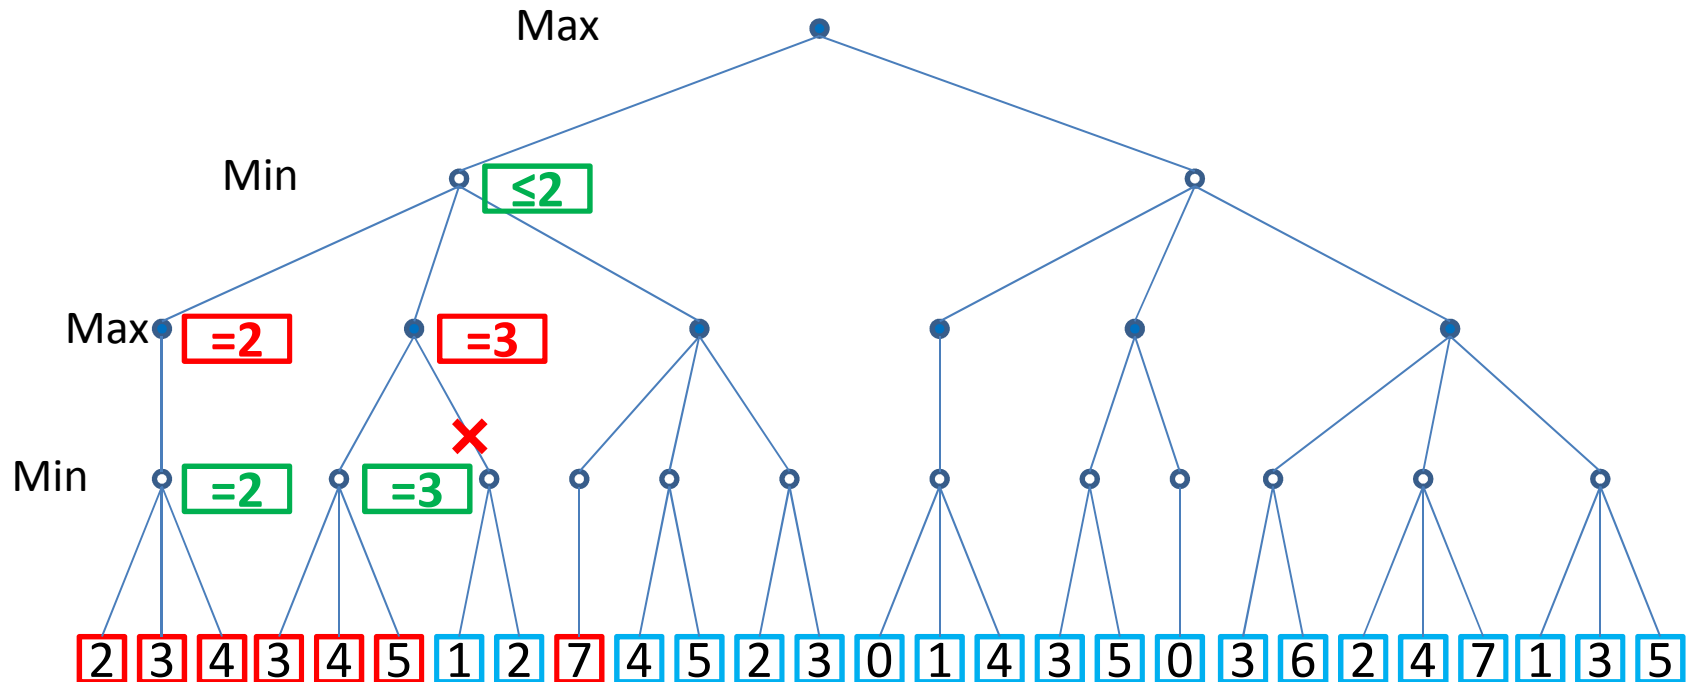 Max
Min ≤2
Max =2 =3
Min =2 =3
2 3 4 3 4 5 1 2 7 4 5 2 3 0 1 4 3 5 0 3 6 2 4 7 1 3 5